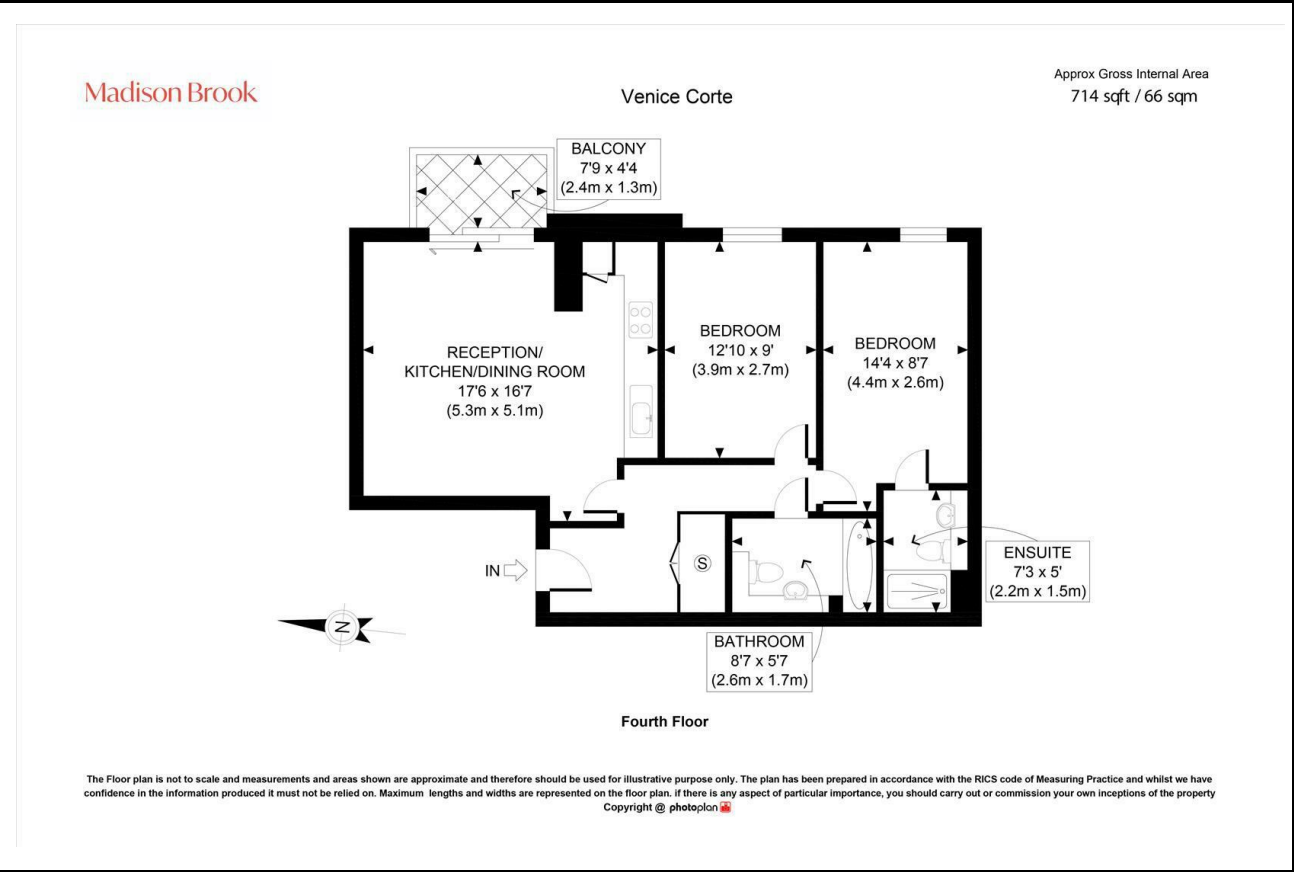 Madison Brook
Venice Corte
Approx Gross Internal Area
714 sqft / 66 sqm
BALCONY
7'9 x 4'4
(2.4m x 1.3m)
RECEPTION/
KITCHEN/DINING ROOM
17'6 x 16'7
(5.3m x 5.1m)
BEDROOM
12'10 x 9'
(3.9m x 2.7m)
BEDROOM
14'4 x 8'7
(4.4m x 2.6m)
IN
S
ENSUITE
7'3 x 5'
(2.2m x 1.5m)
N
BATHROOM
8'7 x 5'7
(2.6m x 1.7m)
Fourth Floor
The Floor plan is not to scale and measurements and areas shown are approximate and therefore should be used for illustrative purpose only. The plan has been prepared in accordance with the RICS code of Measuring Practice and whilst we have
confidence in the information produced it must not be relied on. Maximum lengths and widths are represented on the floor plan. if there is any aspect of particular importance, you should carry out or commission your own inceptions of the property
Copyright @ photoplan